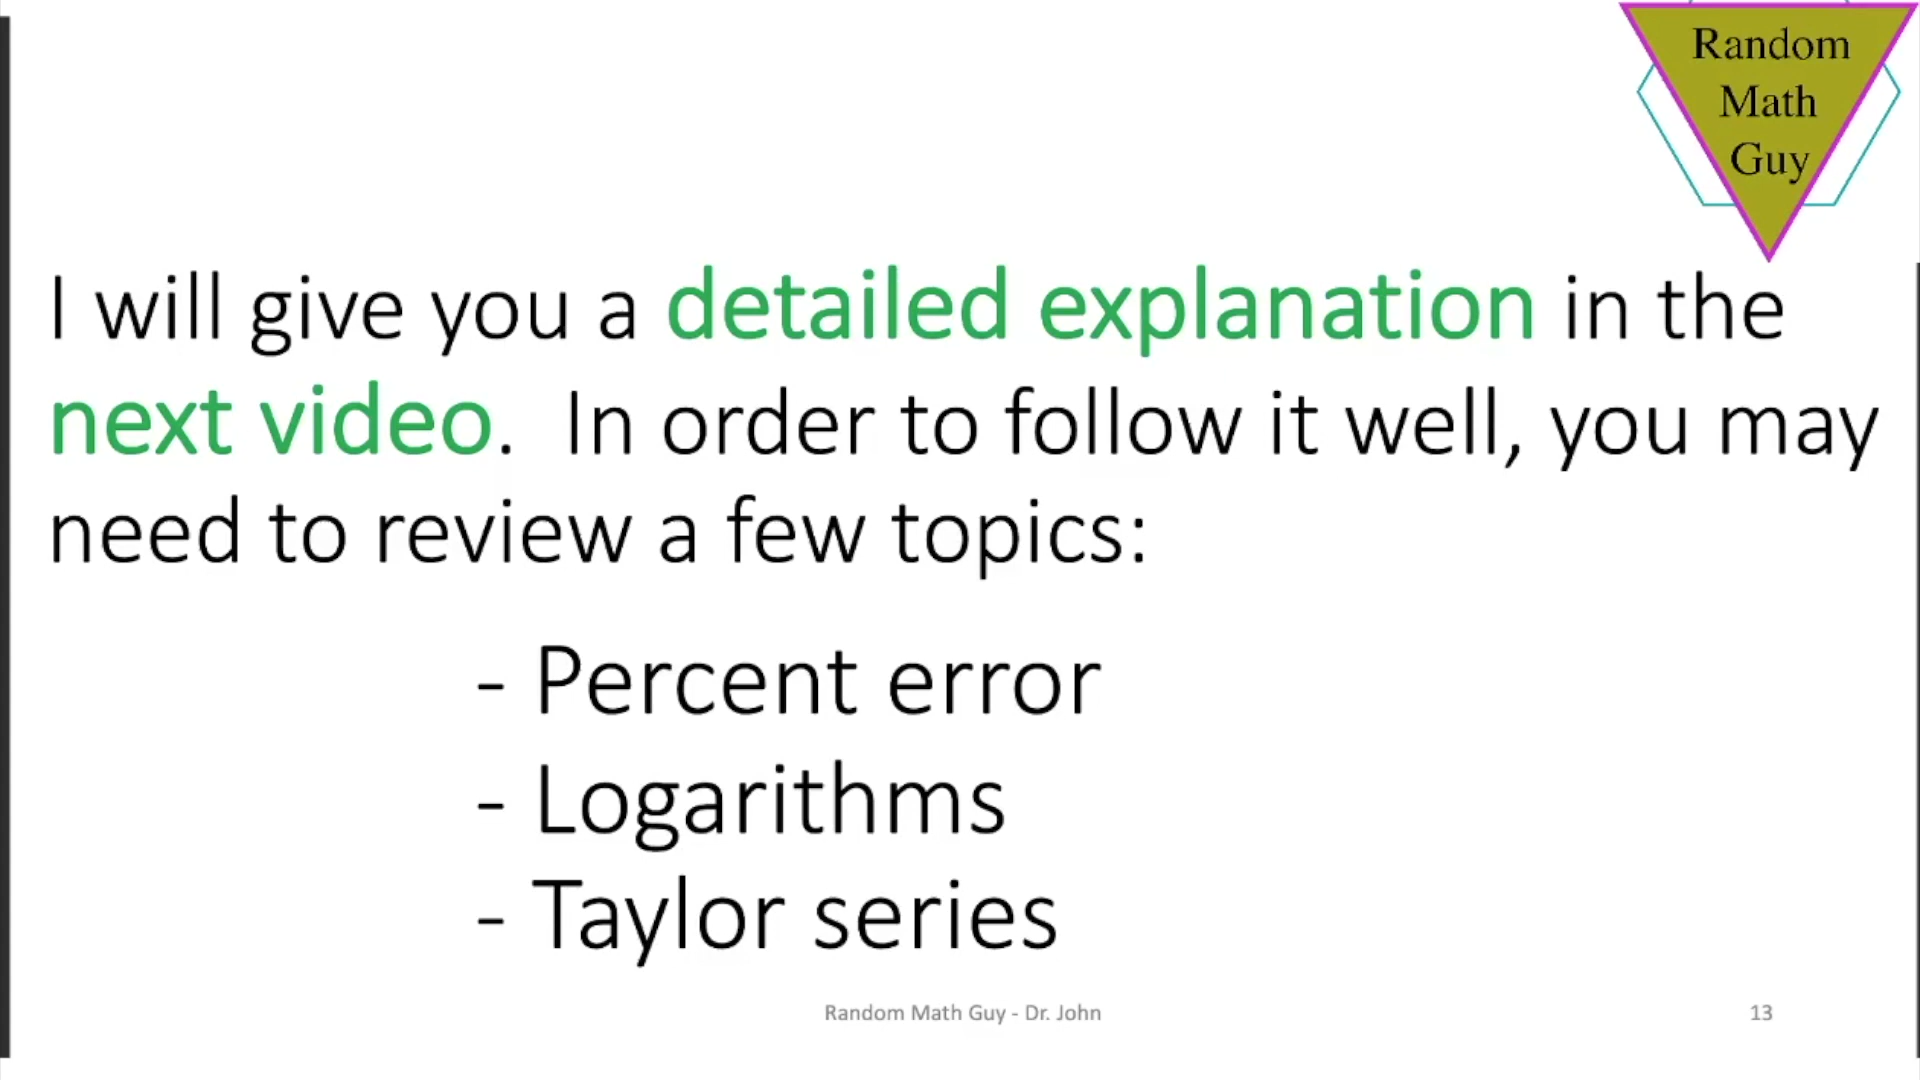 Random
Math
Guy
I will give you a detailed explanation in the
next video. In order to follow it well, you may
need to review a few topics:
- Percent error
- Logarithms
- Taylor series
Random Math Guy - Dr. John
13